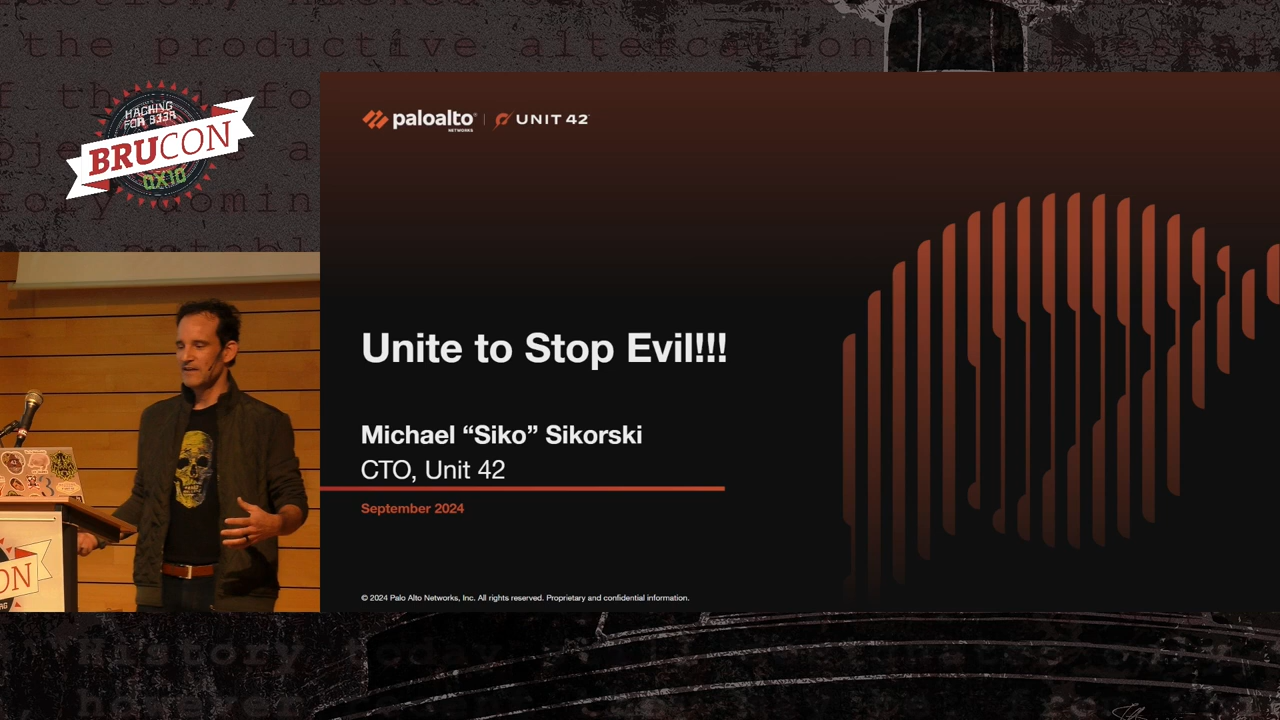 the productive altercation
HACKING
FOR B33R
BRUCON
0X10
paloalto
NETWORKS
UNIT 42
Unite to Stop Evil!!!
Michael “Siko” Sikorski
CTO, Unit 42
September 2024
© 2024 Palo Alto Networks, Inc. All rights reserved. Proprietary and confidential information.
ON
History today
however